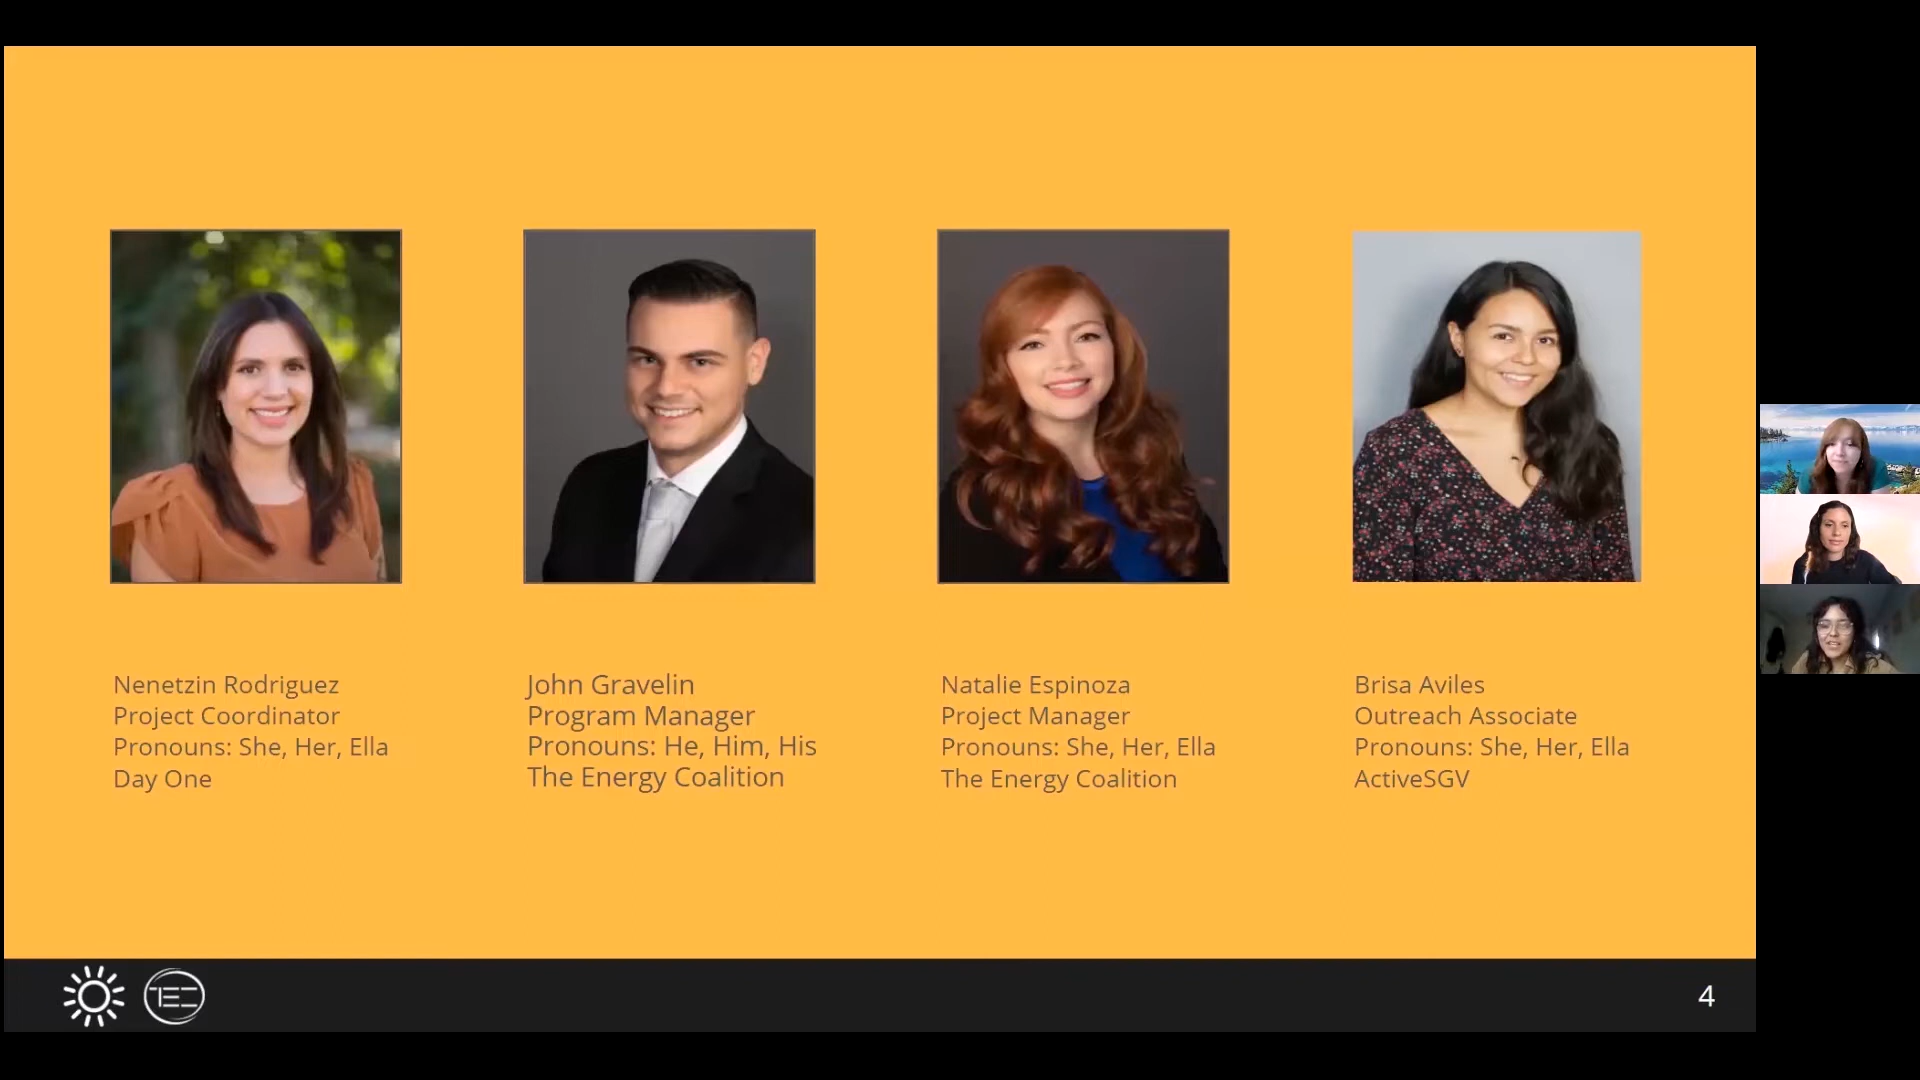 Nenetzin Rodriguez
Project Coordinator
Pronouns: She, Her, Ella
Day One
John Gravelin
Program Manager
Pronouns: He, Him, His
The Energy Coalition
Natalie Espinoza
Project Manager
Pronouns: She, Her, Ella
The Energy Coalition
Brisa Aviles
Outreach Associate
Pronouns: She, Her, Ella
ActiveSGV
TEC
4